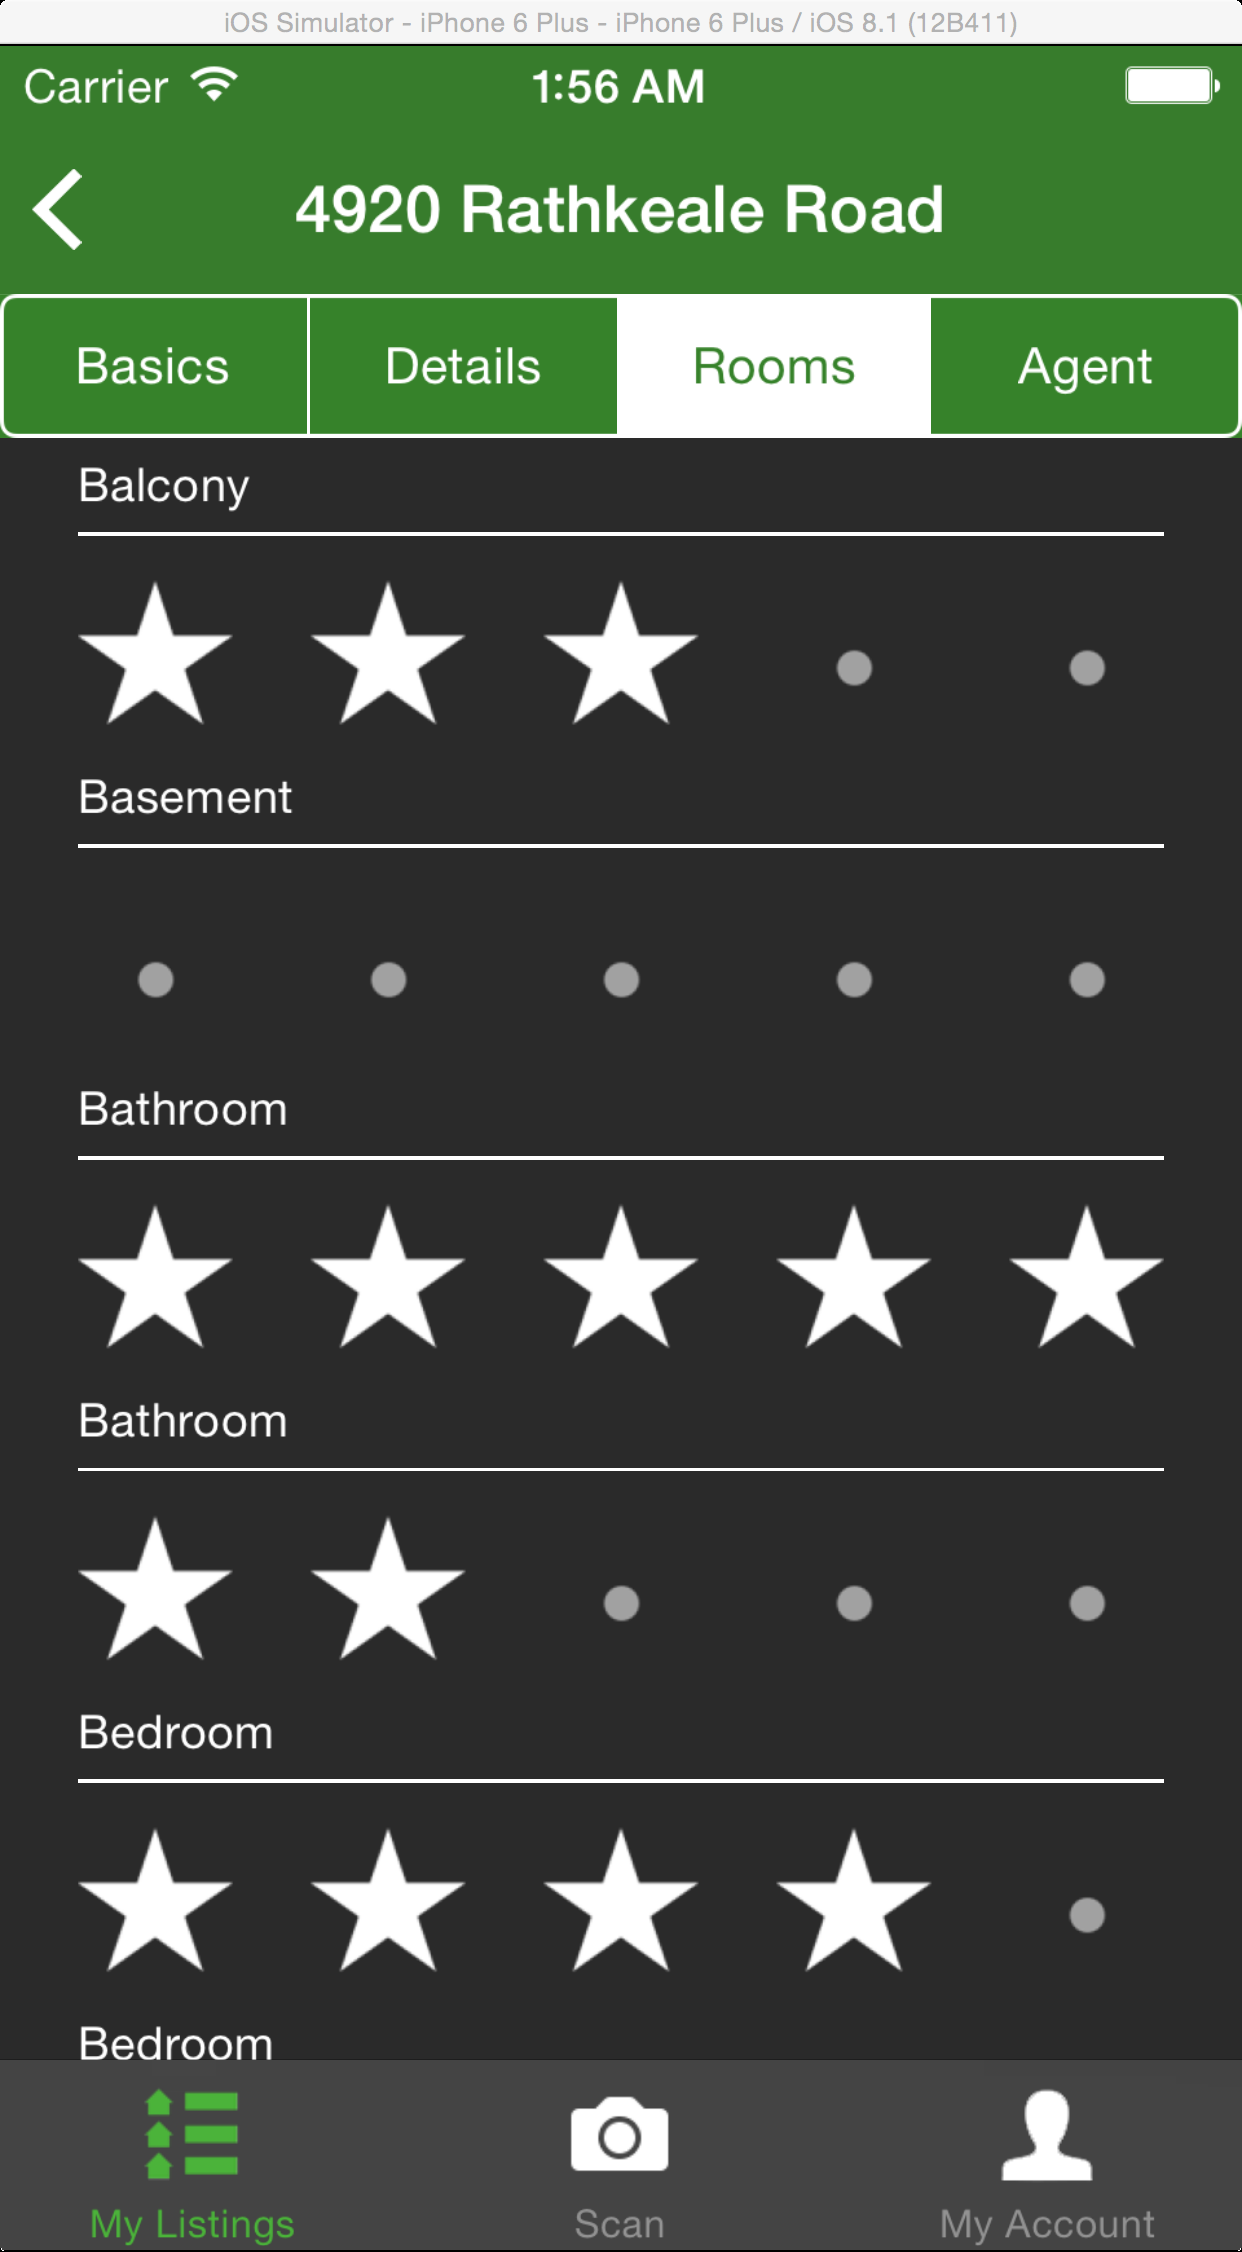 iOS Simulator - iPhone 6 Plus - iPhone 6 Plus / iOS 8.1 (12B411)
Carrier 1:56 AM
4920 Rathkeale Road
Basics Details Rooms Agent
Balcony
Basement
Bathroom
Bathroom
Bedroom
Bedroom
My Listings Scan My Account